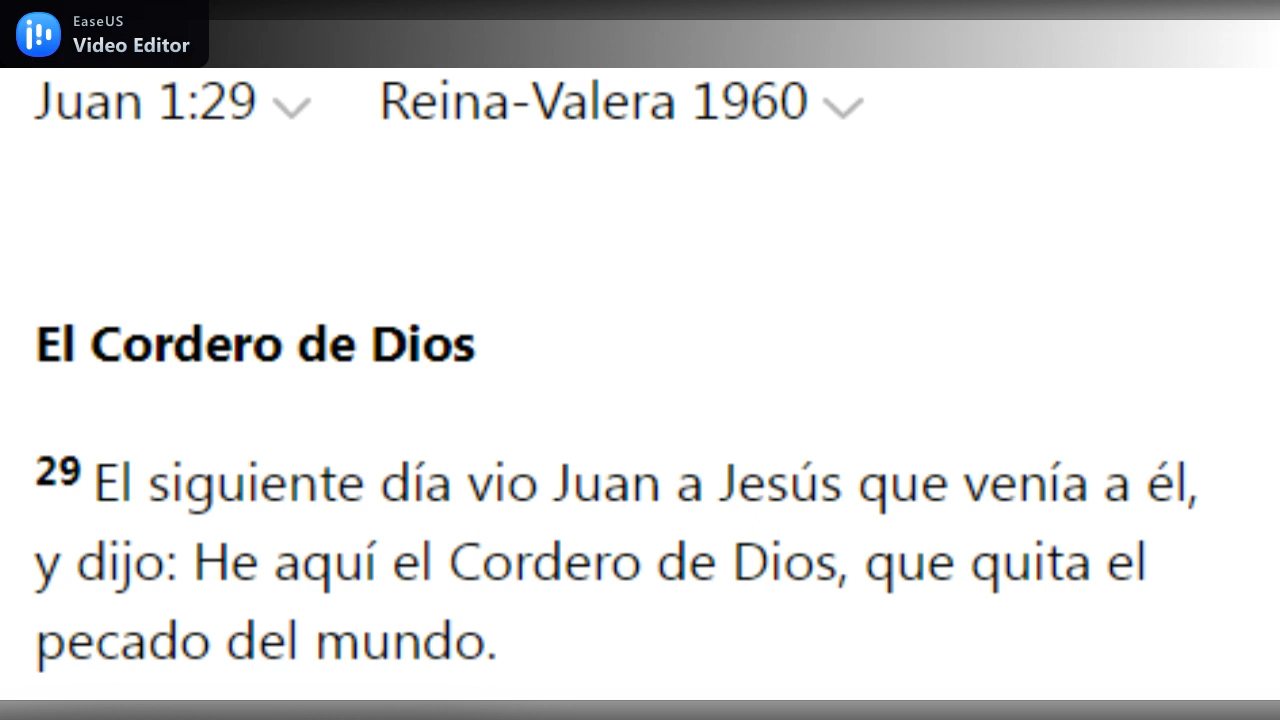 EaseUS
Video Editor
Juan 1:29 Reina-Valera 1960
El Cordero de Dios
29 El siguiente día vio Juan a Jesús que venía a él,
y dijo: He aquí el Cordero de Dios, que quita el
pecado del mundo.